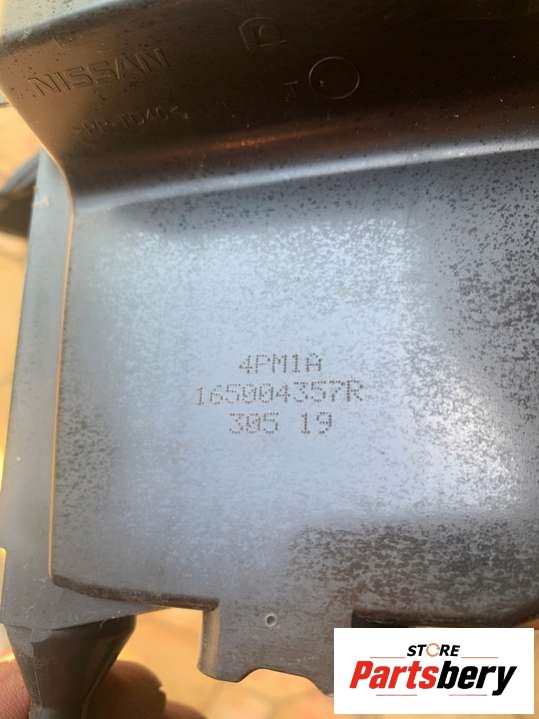 NISSAN
4PM1A
165004357R
305 19
STORE
Partsbery